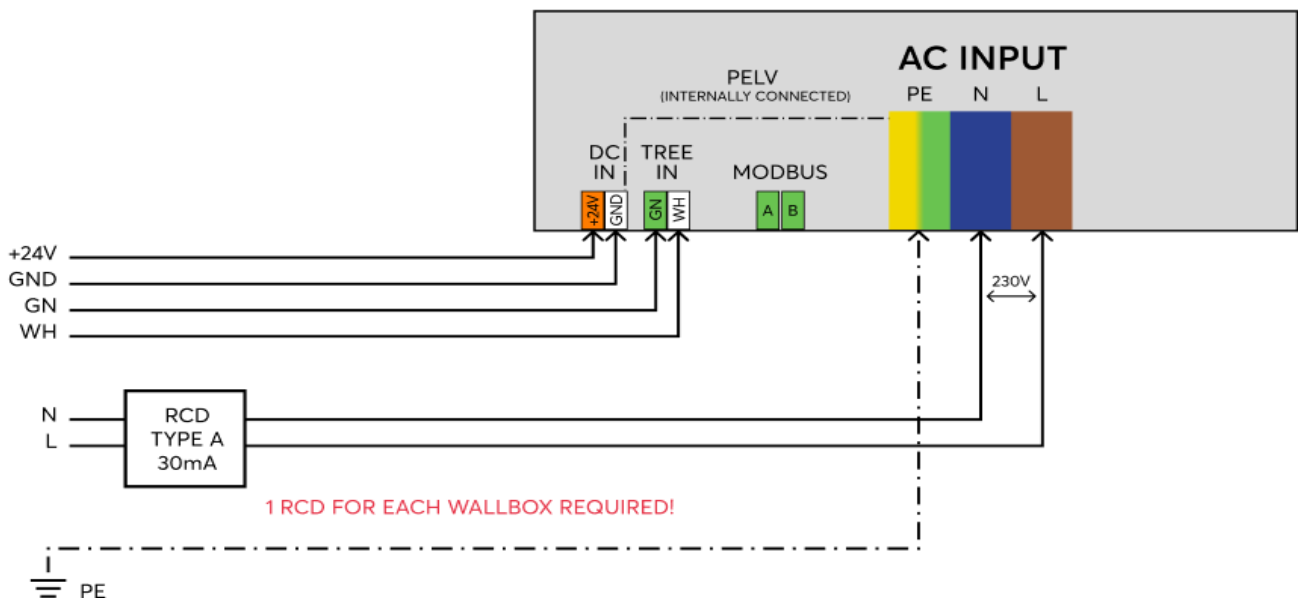 AC INPUT
PELV
(INTERNALLY CONNECTED)
PE N L
DC
IN
TREE
IN
MODBUS
+24V GND GN WH A B
+24V
GND
GN
WH
230V
N
L
RCD
TYPE A
30mA
1 RCD FOR EACH WALLBOX REQUIRED!
PE